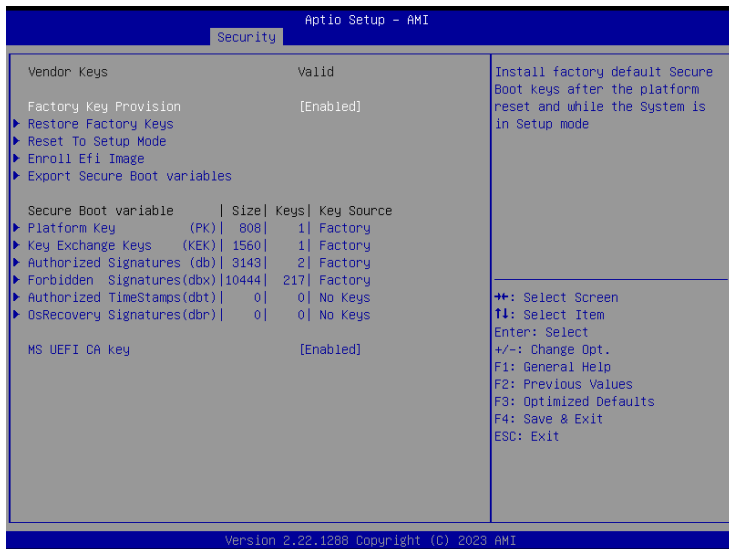 Aptio Setup – AMI
Security
Vendor Keys Valid
Factory Key Provision [Enabled]
▶ Restore Factory Keys
▶ Reset To Setup Mode
▶ Enroll Efi Image
▶ Export Secure Boot variables
Secure Boot variable | Size| Keys| Key Source
▶ Platform Key (PK)| 808| 1| Factory
▶ Key Exchange Keys (KEK)| 1560| 1| Factory
▶ Authorized Signatures (db)| 3143| 2| Factory
▶ Forbidden Signatures(dbx)|10444| 217| Factory
▶ Authorized TimeStamps(dbt)| 0| 0| No Keys
▶ OsRecovery Signatures(dbr)| 0| 0| No Keys
MS UEFI CA key [Enabled]
Install factory default Secure
Boot keys after the platform
reset and while the System is
in Setup mode
→←: Select Screen
↑↓: Select Item
Enter: Select
+/-: Change Opt.
F1: General Help
F2: Previous Values
F3: Optimized Defaults
F4: Save & Exit
ESC: Exit
Version 2.22.1288 Copyright (C) 2023 AMI